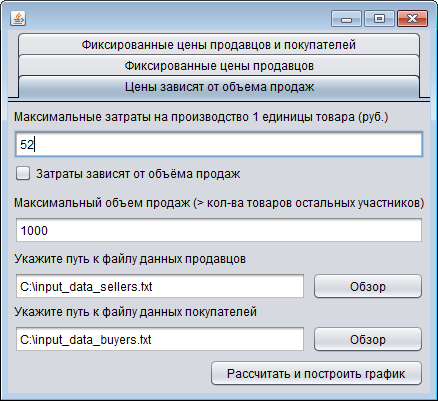 Фиксированные цены продавцов и покупателей
Фиксированные цены продавцов
Цены зависят от объема продаж
Максимальные затраты на производство 1 единицы товара (руб.)
52
Затраты зависят от объёма продаж
Максимальный объем продаж (> кол-ва товаров остальных участников)
1000
Укажите путь к файлу данных продавцов
C:\input_data_sellers.txt Обзор
Укажите путь к файлу данных покупателей
C:\input_data_buyers.txt Обзор
Рассчитать и построить график